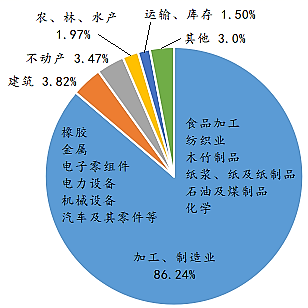 农、林、水产
1.97%
运输、库存 1.50%
其他 3.0%
不动产 3.47%
建筑 3.82%
橡胶
金属
电子零组件
电力设备
机械设备
汽车及其零件等
食品加工
纺织业
木竹制品
纸浆、纸及纸制品
石油及煤制品
化学
加工、制造业
86.24%